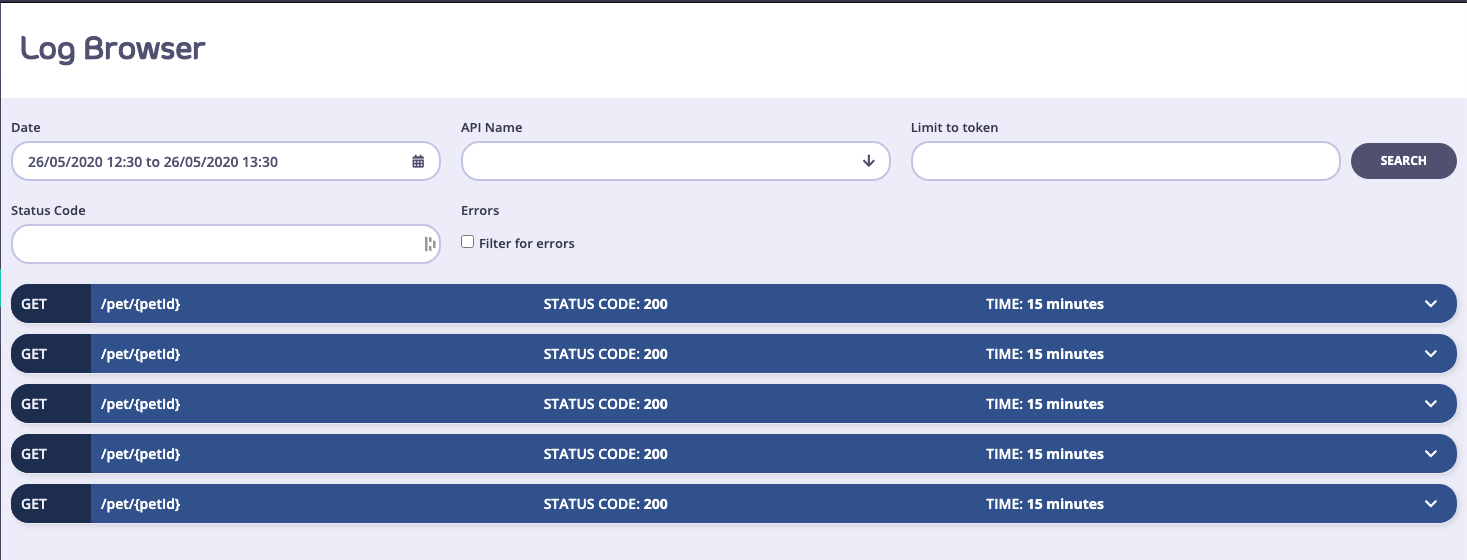 Log Browser
Date
API Name
Limit to token
26/05/2020 12:30 to 26/05/2020 13:30
SEARCH
Status Code
Errors
Filter for errors
GET /pet/{petId} STATUS CODE: 200 TIME: 15 minutes
GET /pet/{petId} STATUS CODE: 200 TIME: 15 minutes
GET /pet/{petId} STATUS CODE: 200 TIME: 15 minutes
GET /pet/{petId} STATUS CODE: 200 TIME: 15 minutes
GET /pet/{petId} STATUS CODE: 200 TIME: 15 minutes